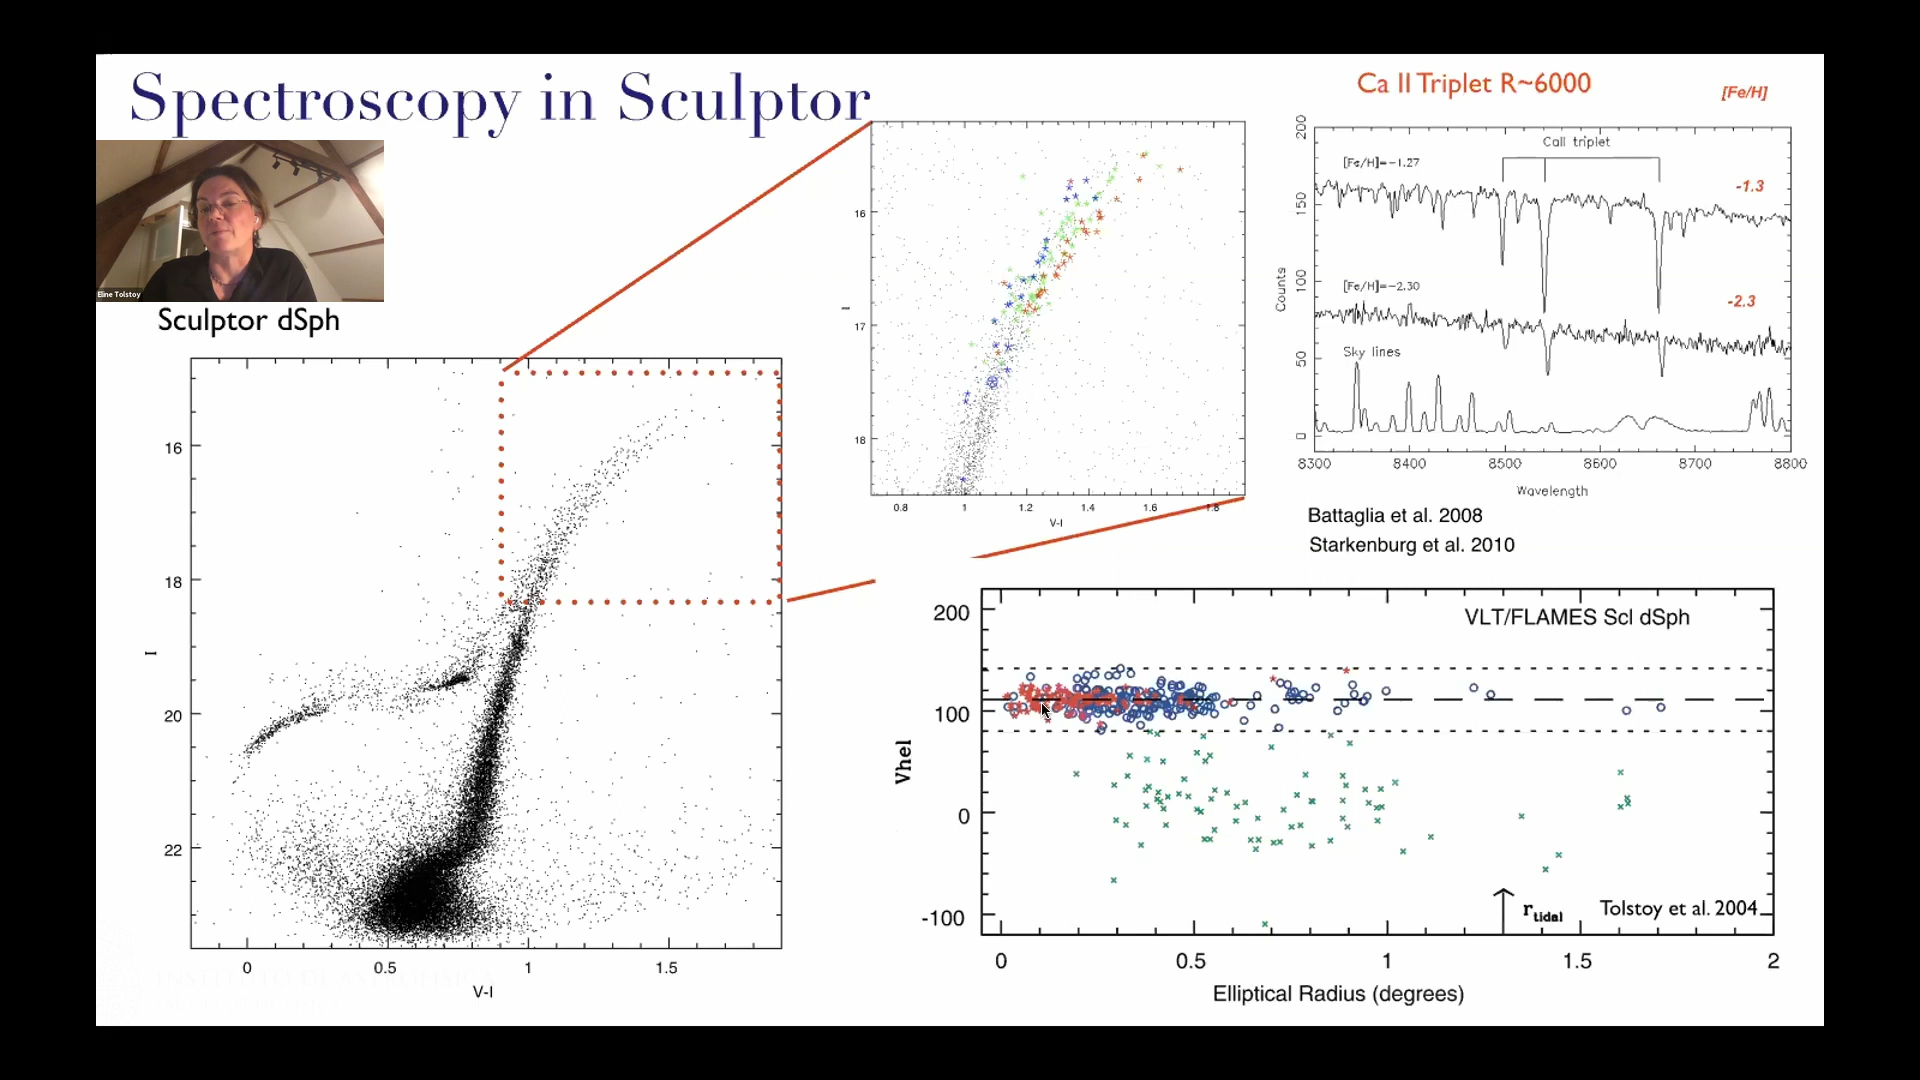 Spectroscopy in Sculptor
Eline Tolstoy
Sculptor dSph
16
18
20
22
I
0
0.5
1
1.5
V-I
16
17
18
I
0.8
1
1.2
1.4
1.6
1.8
V-I
Ca II Triplet R~6000
[Fe/H]
200
150
100
50
0
Counts
CaII triplet
[Fe/H]=-1.27
-1.3
[Fe/H]=-2.30
-2.3
Sky lines
8300
8400
8500
8600
8700
8800
Wavelength
Battaglia et al. 2008
Starkenburg et al. 2010
200
100
0
-100
Vhel
VLT/FLAMES Scl dSph
rtidal
Tolstoy et al. 2004
0
0.5
1
1.5
2
Elliptical Radius (degrees)